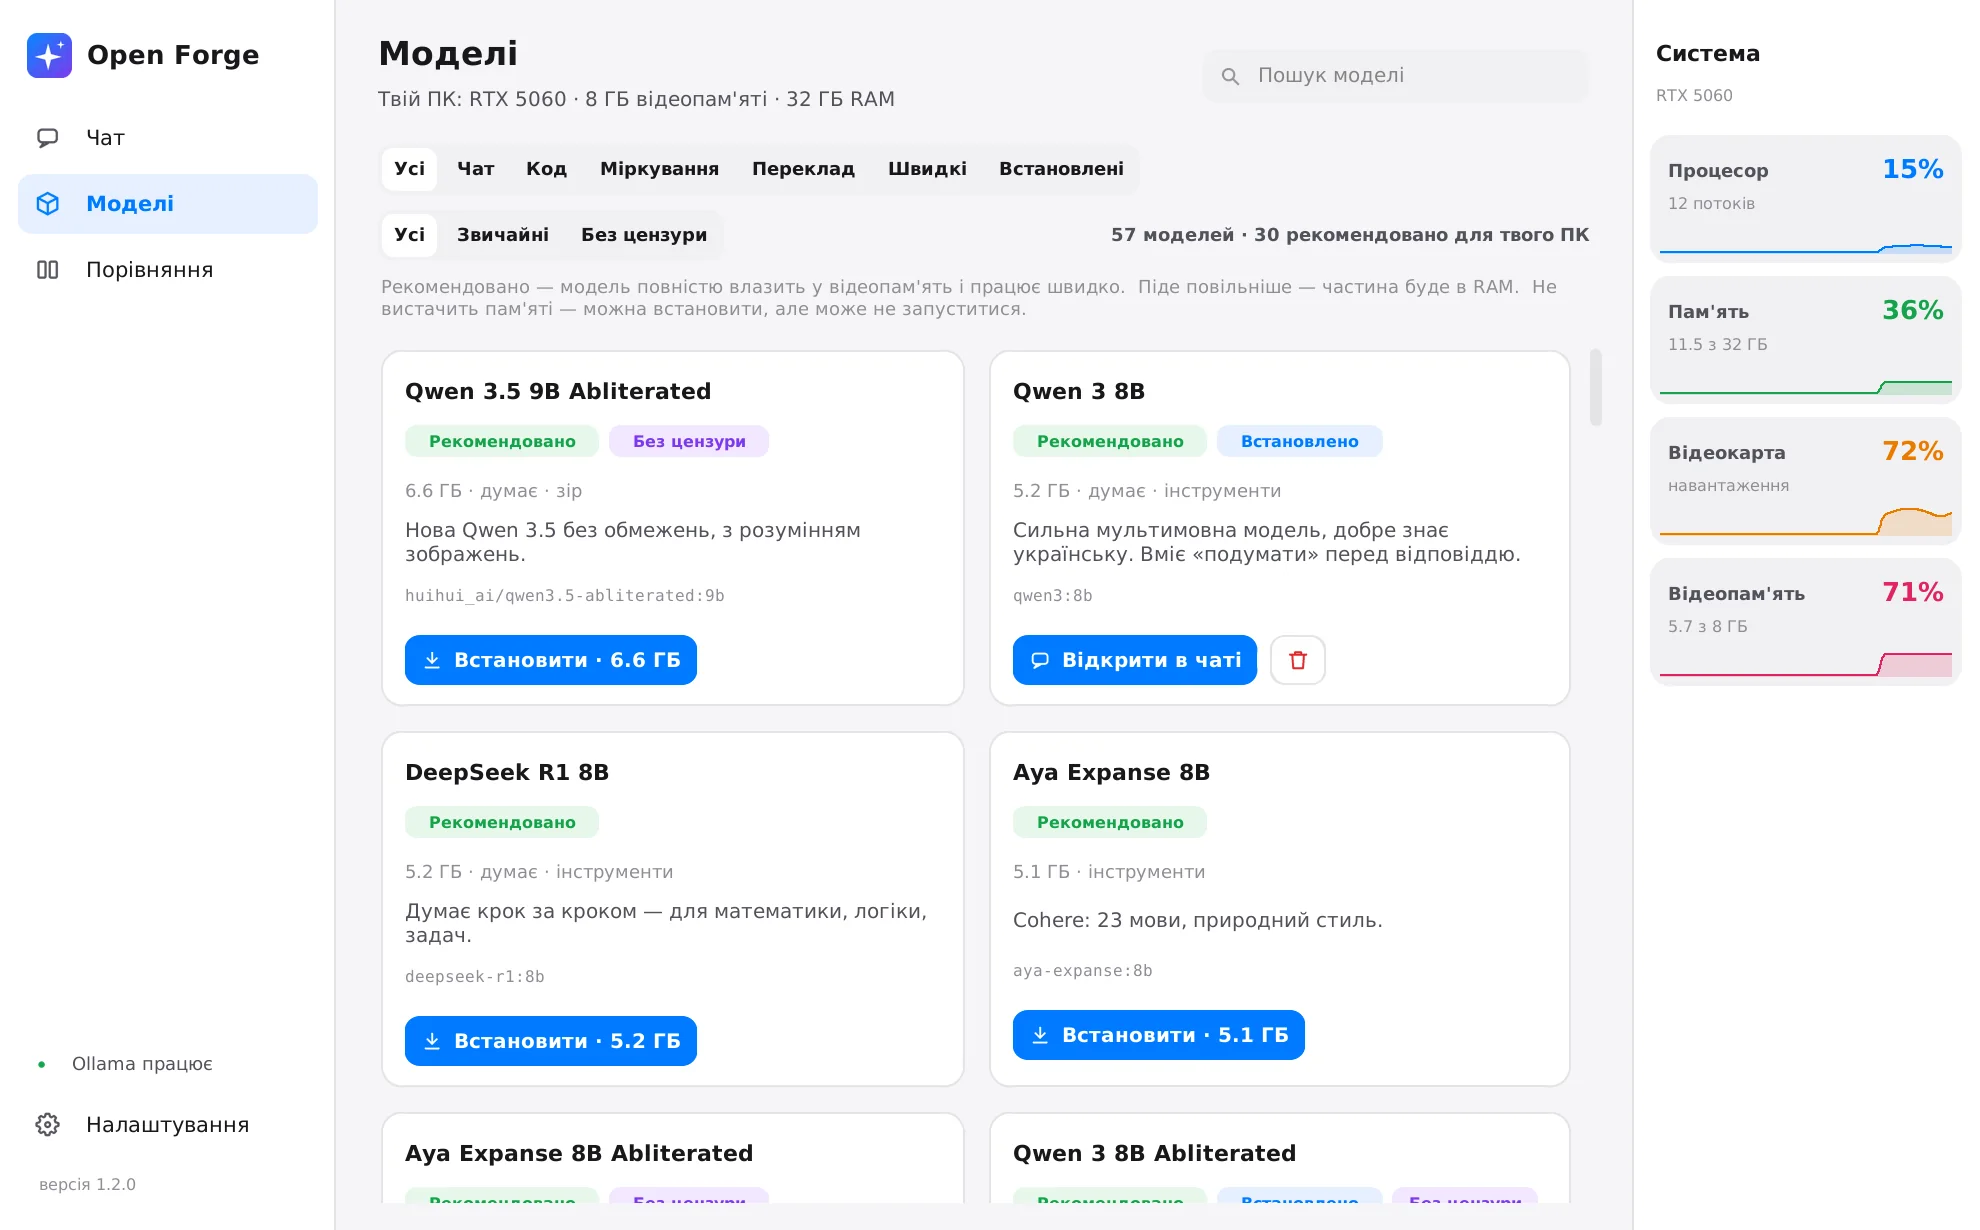 Open Forge
Чат
Моделі
Порівняння
Ollama працює
Налаштування
версія 1.2.0
Моделі
Твій ПК: RTX 5060 · 8 ГБ відеопам'яті · 32 ГБ RAM
Пошук моделі
Усі Чат Код Міркування Переклад Швидкі Встановлені
Усі Звичайні Без цензури
57 моделей · 30 рекомендовано для твого ПК
Рекомендовано — модель повністю влазить у відеопам'ять і працює швидко. Піде повільніше — частина буде в RAM. Не
вистачить пам'яті — можна встановити, але може не запуститися.
Qwen 3.5 9B Abliterated
Рекомендовано Без цензури
6.6 ГБ · думає · зір
Нова Qwen 3.5 без обмежень, з розумінням
зображень.
huihui_ai/qwen3.5-abliterated:9b
Встановити · 6.6 ГБ
Qwen 3 8B
Рекомендовано Встановлено
5.2 ГБ · думає · інструменти
Сильна мультимовна модель, добре знає
українську. Вміє «подумати» перед відповіддю.
qwen3:8b
Відкрити в чаті
DeepSeek R1 8B
Рекомендовано
5.2 ГБ · думає · інструменти
Думає крок за кроком — для математики, логіки,
задач.
deepseek-r1:8b
Встановити · 5.2 ГБ
Aya Expanse 8B
Рекомендовано
5.1 ГБ · інструменти
Cohere: 23 мови, природний стиль.
aya-expanse:8b
Встановити · 5.1 ГБ
Aya Expanse 8B Abliterated
Рекомендовано Без цензури
Qwen 3 8B Abliterated
Рекомендовано Встановлено Без цензури
Система
RTX 5060
Процесор 15%
12 потоків
Пам'ять 36%
11.5 з 32 ГБ
Відеокарта 72%
навантаження
Відеопам'ять 71%
5.7 з 8 ГБ